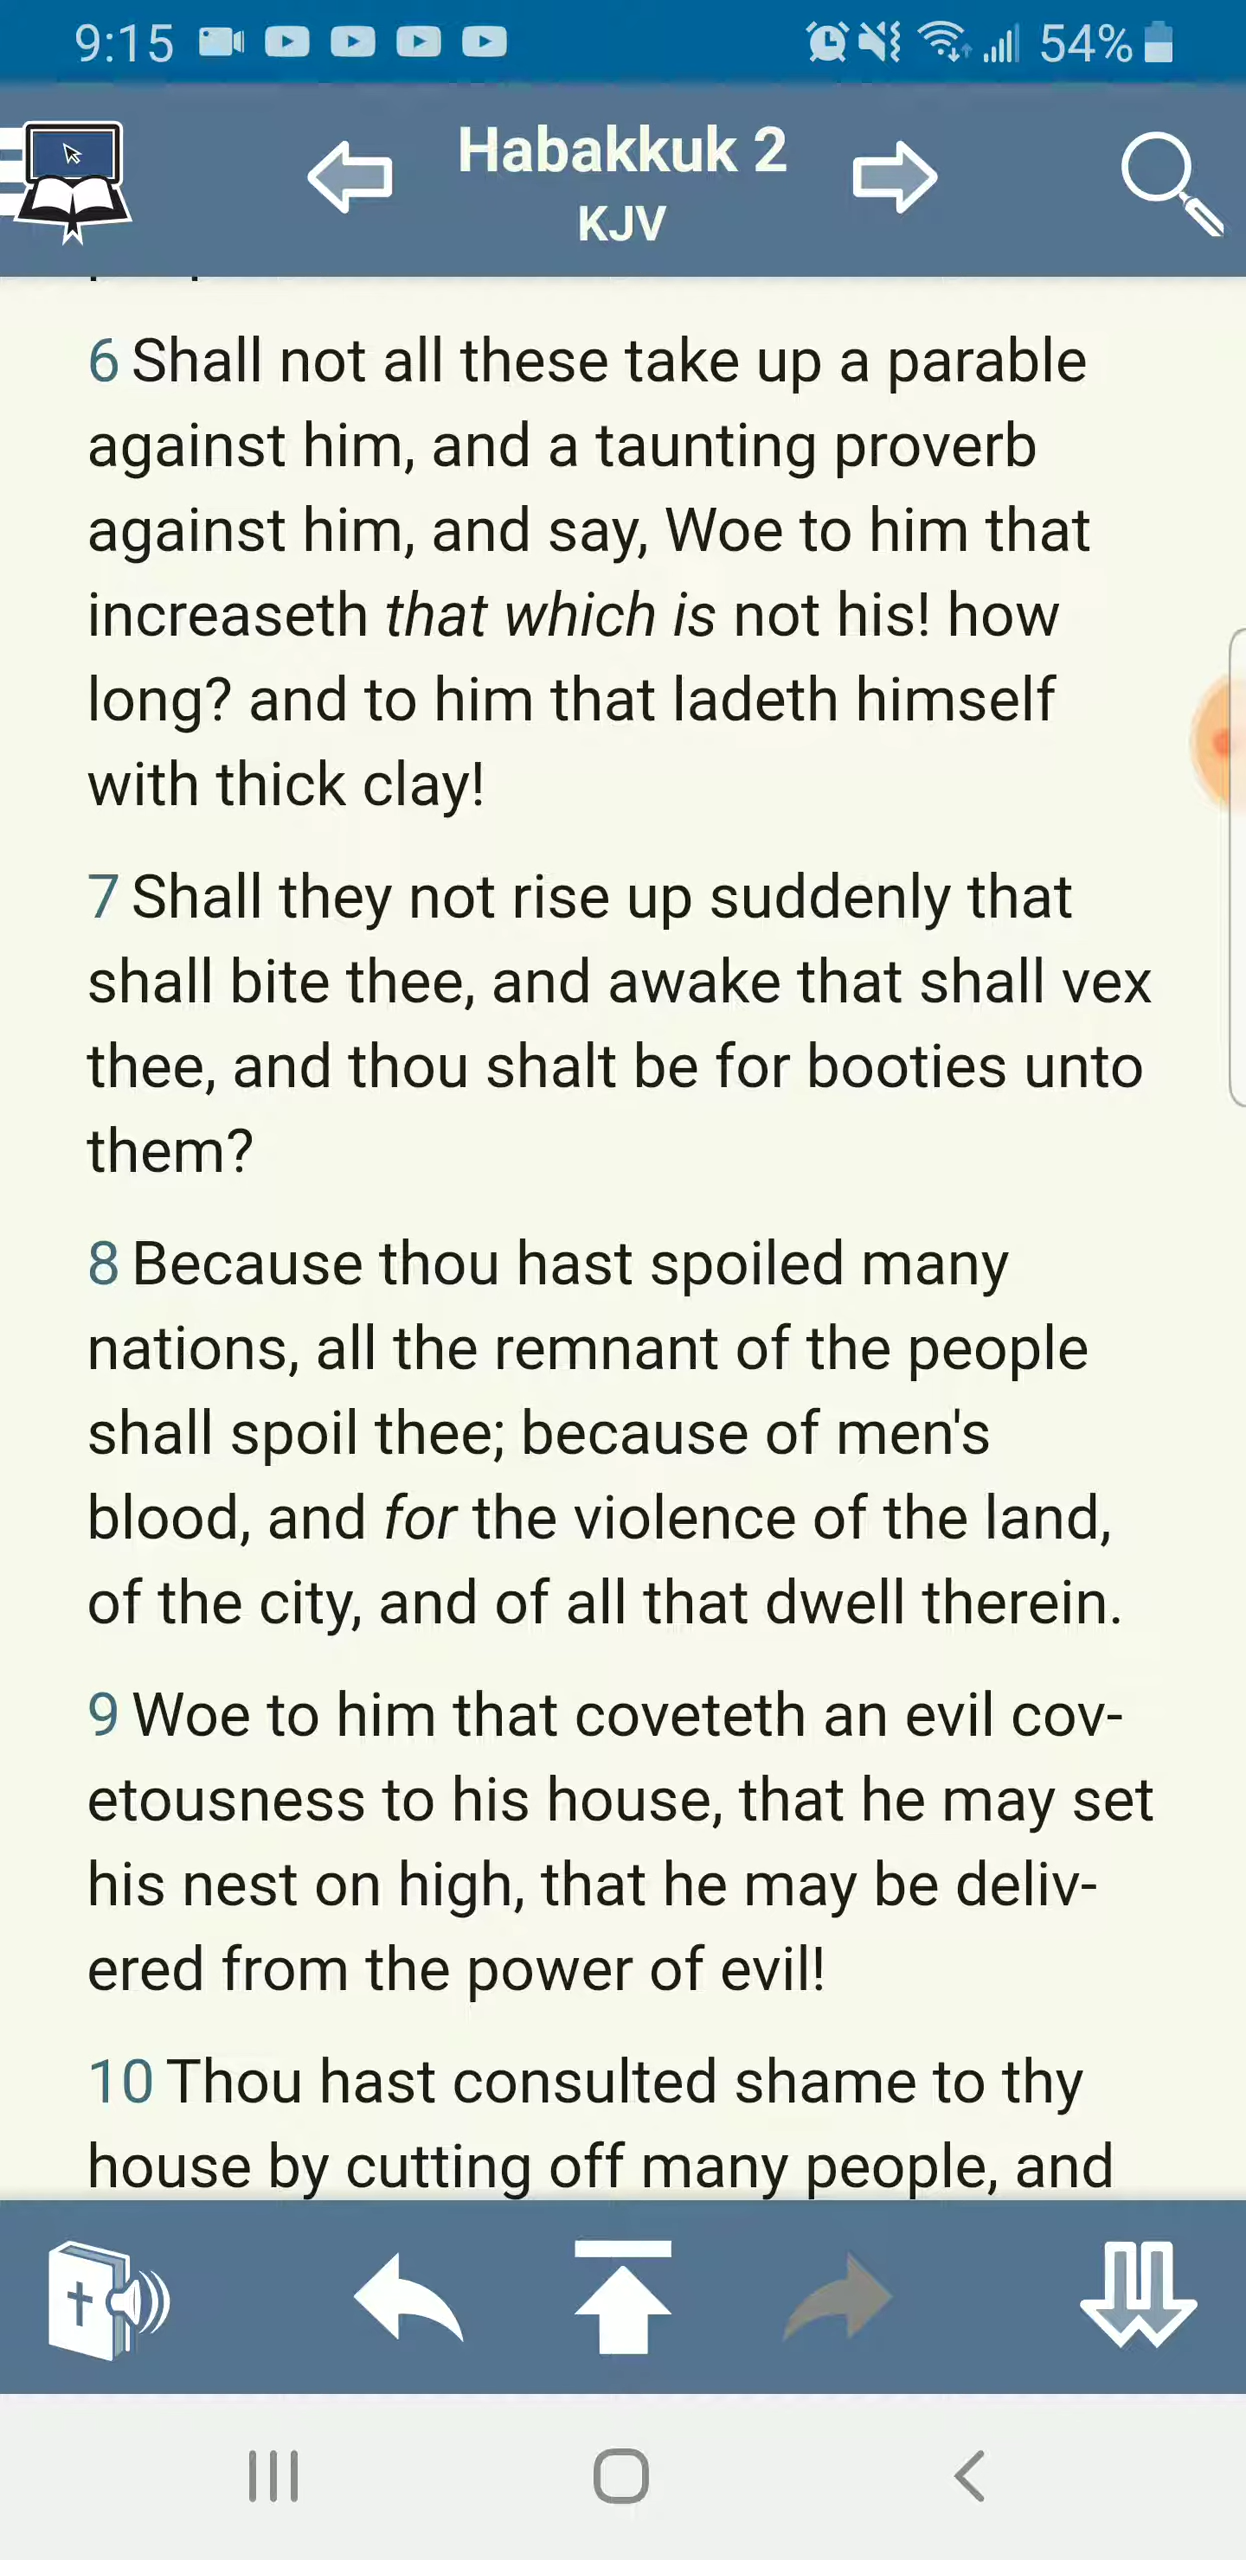 9:15
54%
Habakkuk 2
KJV
6 Shall not all these take up a parable
against him, and a taunting proverb
against him, and say, Woe to him that
increaseth that which is not his! how
long? and to him that ladeth himself
with thick clay!
7 Shall they not rise up suddenly that
shall bite thee, and awake that shall vex
thee, and thou shalt be for booties unto
them?
8 Because thou hast spoiled many
nations, all the remnant of the people
shall spoil thee; because of men's
blood, and for the violence of the land,
of the city, and of all that dwell therein.
9 Woe to him that coveteth an evil cov-
etousness to his house, that he may set
his nest on high, that he may be deliv-
ered from the power of evil!
10 Thou hast consulted shame to thy
house by cutting off many people, and